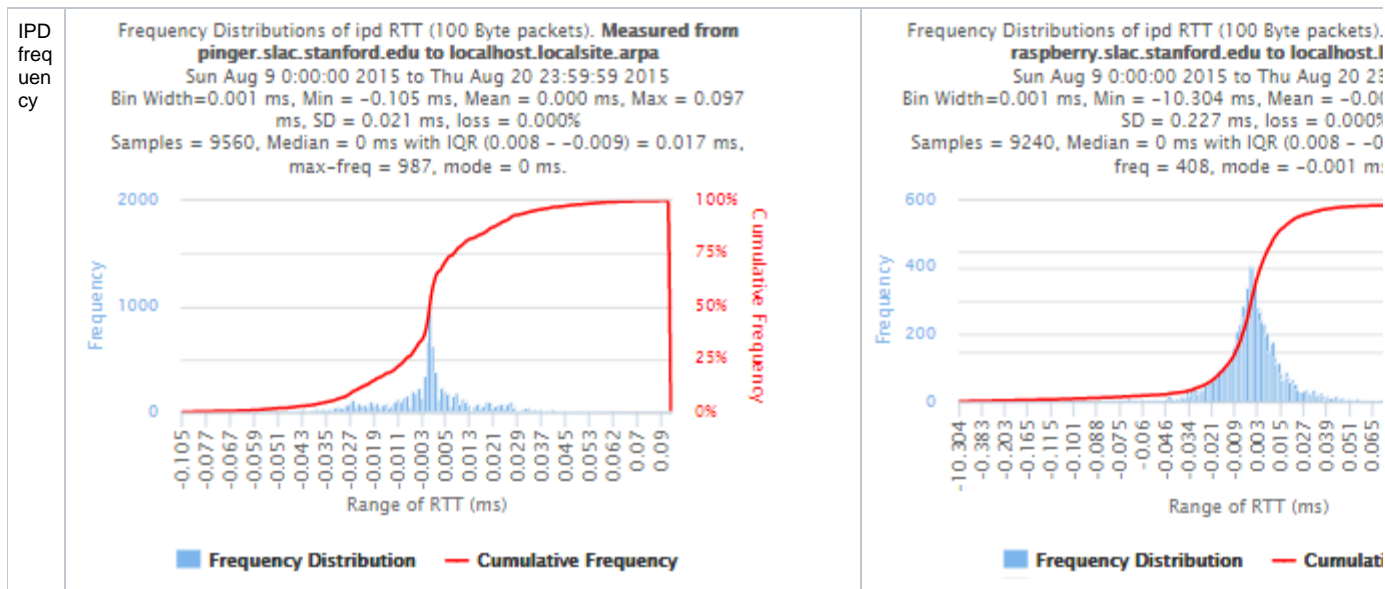 IPD
freq
uen
cy
Frequency Distributions of ipd RTT (100 Byte packets). Measured from
pinger.slac.stanford.edu to localhost.localsite.arpa
Sun Aug 9 0:00:00 2015 to Thu Aug 20 23:59:59 2015
Bin Width=0.001 ms, Min = -0.105 ms, Mean = 0.000 ms, Max = 0.097
ms, SD = 0.021 ms, loss = 0.000%
Samples = 9560, Median = 0 ms with IQR (0.008 - -0.009) = 0.017 ms,
max-freq = 987, mode = 0 ms.
2000
1000
0
Frequency
100%
75%
50%
25%
0%
Cumulative Frequency
-0.105
-0.077
-0.067
-0.059
-0.051
-0.043
-0.035
-0.027
-0.019
-0.011
-0.003
0.005
0.013
0.021
0.029
0.037
0.045
0.053
0.062
0.07
0.09
Range of RTT (ms)
Frequency Distribution
Cumulative Frequency
Frequency Distributions of ipd RTT (100 Byte packets).
raspberry.slac.stanford.edu to localhost.l
Sun Aug 9 0:00:00 2015 to Thu Aug 20 23
Bin Width=0.001 ms, Min = -10.304 ms, Mean = -0.00
SD = 0.227 ms, loss = 0.000%
Samples = 9240, Median = 0 ms with IQR (0.008 - -0
freq = 408, mode = -0.001 m
600
400
200
0
Frequency
-10.304
-0.383
-0.203
-0.165
-0.115
-0.101
-0.088
-0.075
-0.06
-0.046
-0.034
-0.021
-0.009
0.003
0.015
0.027
0.039
0.051
0.065
Range of RTT (ms)
Frequency Distribution
Cumulati